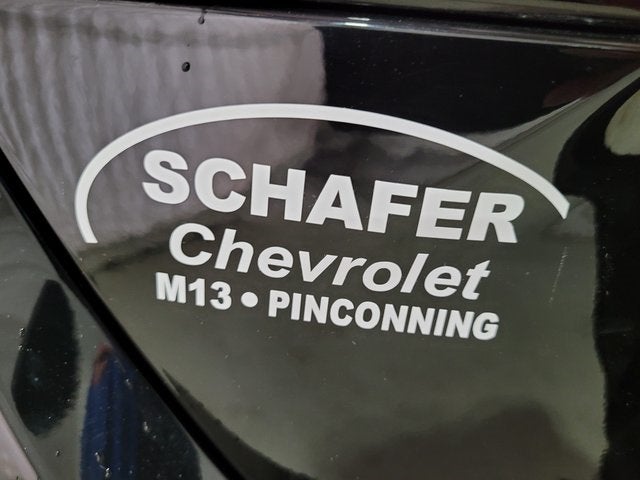 SCHAFER
Chevrolet
M13 • PINCONNING